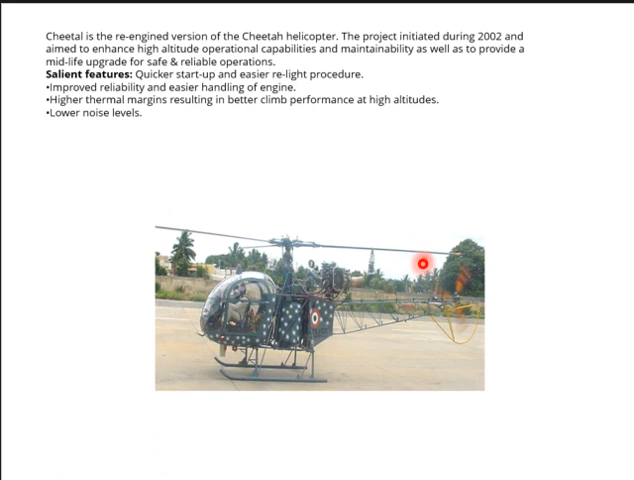 Cheetal is the re-engined version of the Cheetah helicopter. The project initiated during 2002 and
aimed to enhance high altitude operational capabilities and maintainability as well as to provide a
mid-life upgrade for safe & reliable operations.
Salient features: Quicker start-up and easier re-light procedure.
•Improved reliability and easier handling of engine.
•Higher thermal margins resulting in better climb performance at high altitudes.
•Lower noise levels.